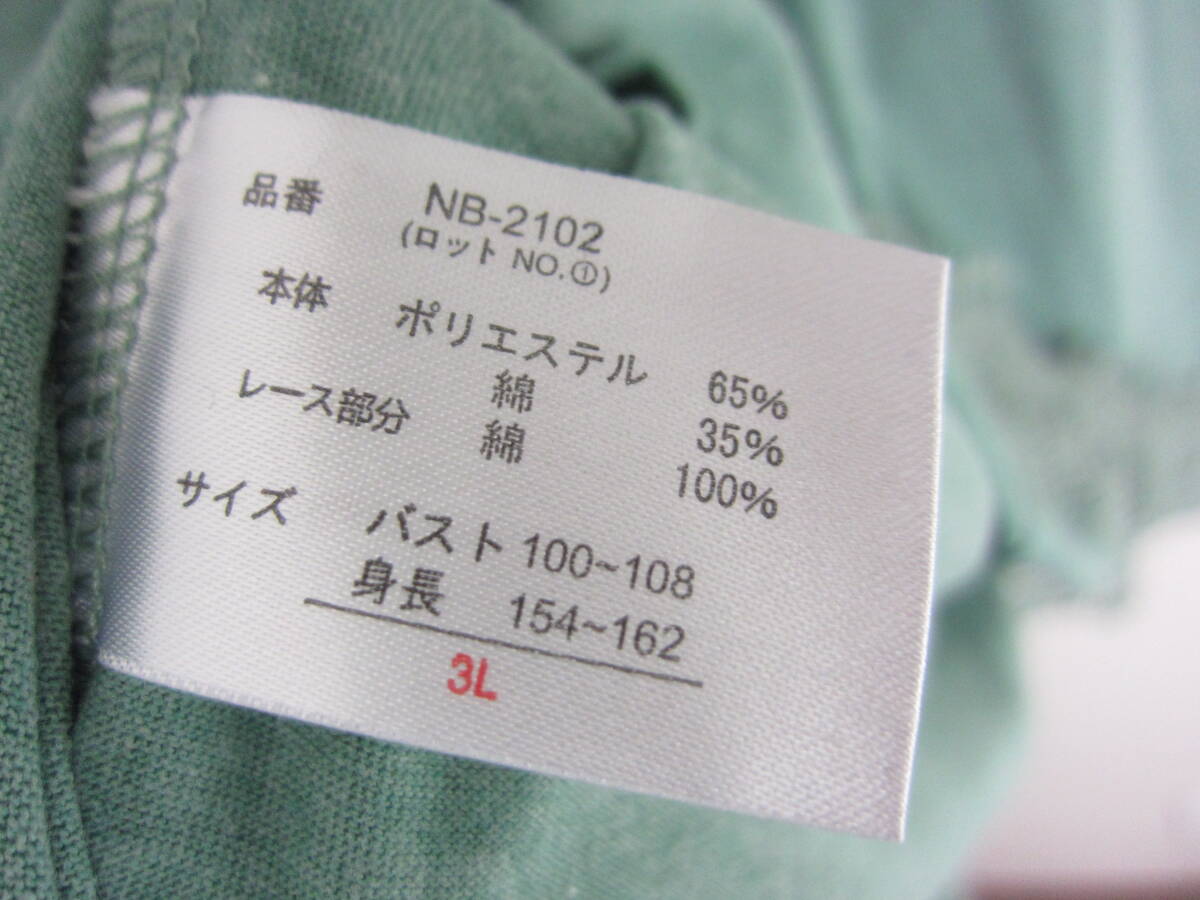 品番 NB-2102
(ロット NO.①)
本体 ポリエステル 65%
綿 35%
レース部分 綿 100%
サイズ バスト 100~108
身長 154~162
3L